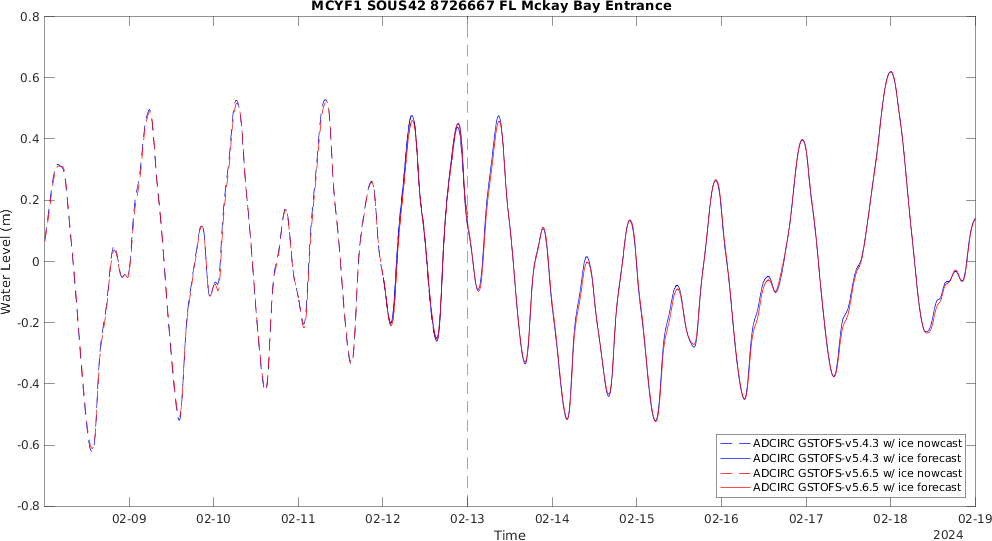 MCYF1 SOUS42 8726667 FL Mckay Bay Entrance
0.8
0.6
0.4
0.2
0
-0.2
-0.4
-0.6
-0.8
Water Level (m)
ADCIRC GSTOFS-v5.4.3 w/ ice nowcast
ADCIRC GSTOFS-v5.4.3 w/ ice forecast
ADCIRC GSTOFS-v5.6.5 w/ ice nowcast
ADCIRC GSTOFS-v5.6.5 w/ ice forecast
02-09 02-10 02-11 02-12 02-13 02-14 02-15 02-16 02-17 02-18 02-19
Time
2024